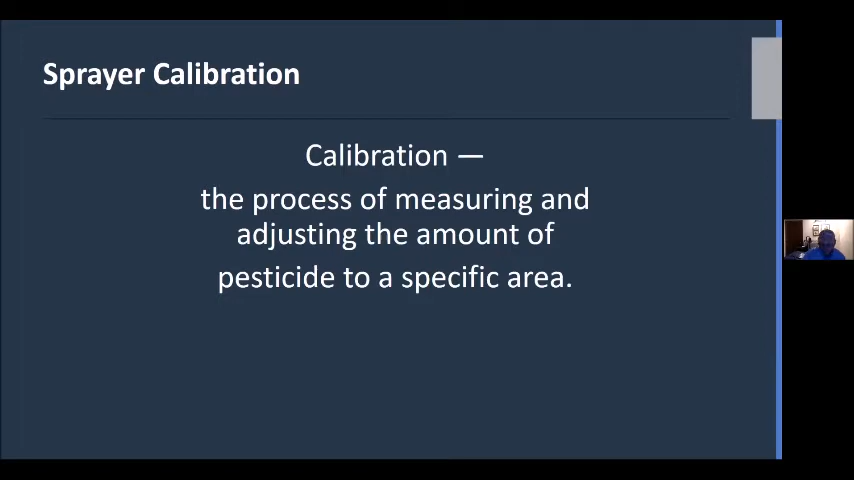 Sprayer Calibration
Calibration —
the process of measuring and
adjusting the amount of
pesticide to a specific area.